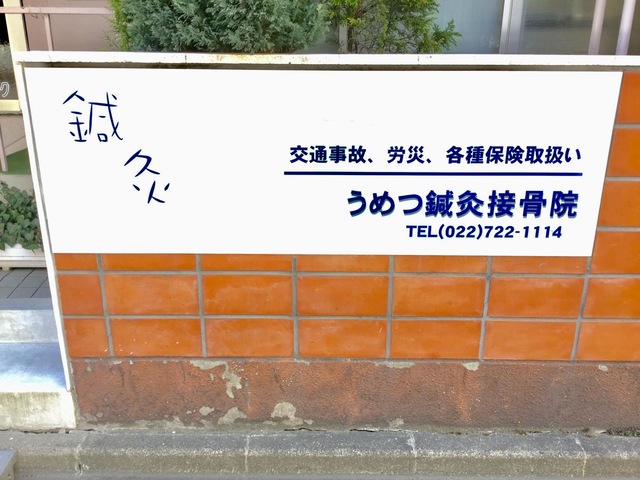 鍼
灸
交通事故、労災、各種保険取扱い
うめつ鍼灸接骨院
TEL(022)722-1114